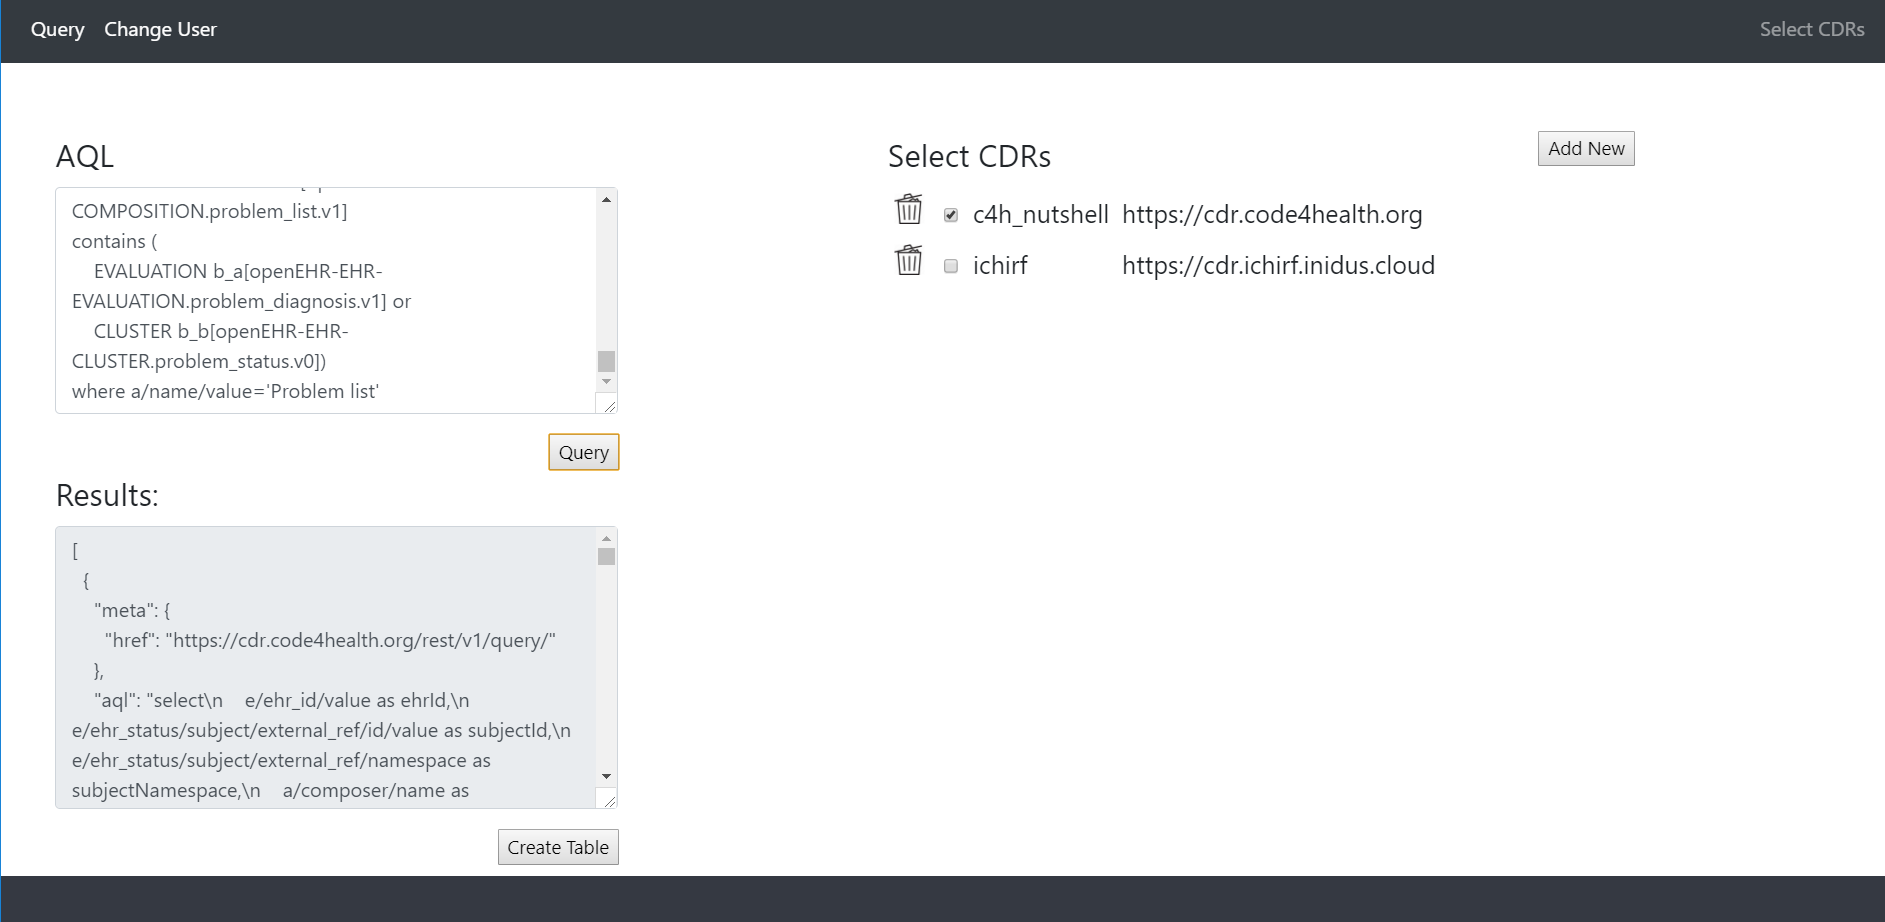 Query Change User Select CDRs
AQL
COMPOSITION.problem_list.v1]
contains (
EVALUATION b_a[openEHR-EHR-
EVALUATION.problem_diagnosis.v1] or
CLUSTER b_b[openEHR-EHR-
CLUSTER.problem_status.v0])
where a/name/value='Problem list'
Query
Results:
[
{
"meta": {
"href": "https://cdr.code4health.org/rest/v1/query/"
},
"aql": "select\n    e/ehr_id/value as ehrId,\n
e/ehr_status/subject/external_ref/id/value as subjectId,\n
e/ehr_status/subject/external_ref/namespace as
subjectNamespace,\n    a/composer/name as
Create Table
Select CDRs
Add New
c4h_nutshell https://cdr.code4health.org
ichirf https://cdr.ichirf.inidus.cloud